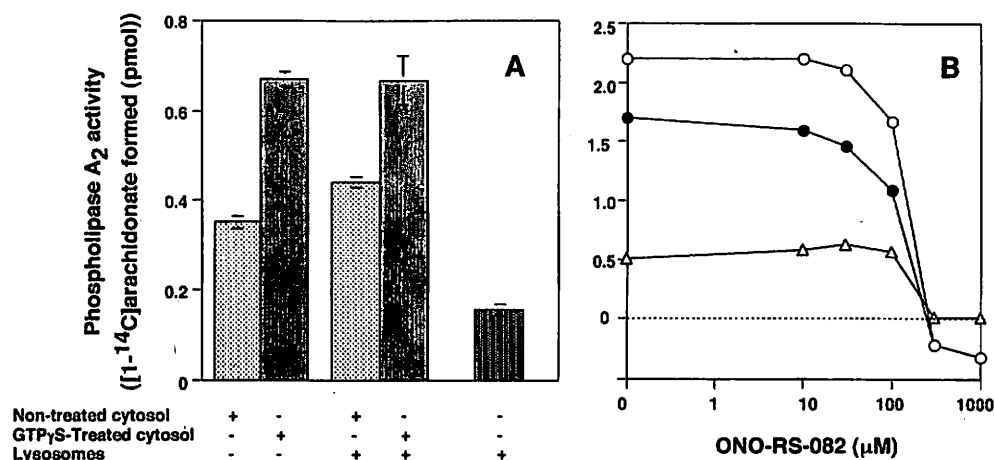 Phospholipase A2 activity
([1-14C]arachidonate formed (pmol))
0.8
0.6
0.4
0.2
0
A
Non-treated cytosol + - + - -
GTPγS-Treated cytosol - + - + -
Lysosomes - - + + +
2.5
2.0
1.5
1.0
0.5
0
B
0 1 10 100 1000
ONO-RS-082 (μM)